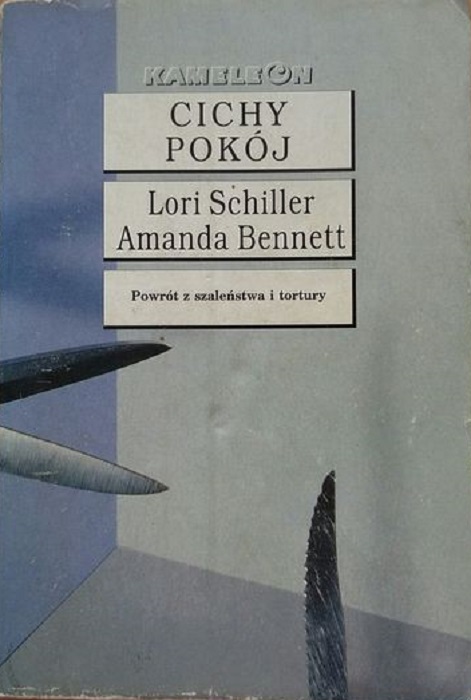 KAMELEON
CICHY
POKÓJ
Lori Schiller
Amanda Bennett
Powrót z szaleństwa i tortury